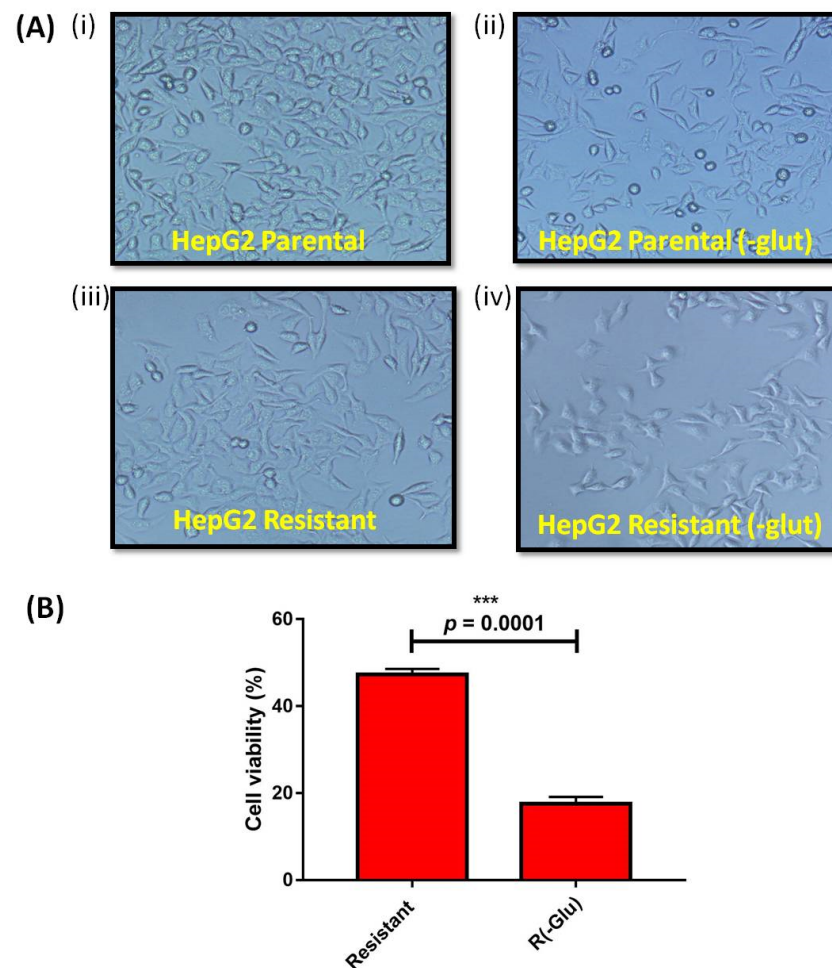 (A)
(i)
HepG2 Parental
(ii)
HepG2 Parental (-glut)
(iii)
HepG2 Resistant
(iv)
HepG2 Resistant (-glut)
(B)
***
p = 0.0001
Cell viability (%)
60
40
20
0
Resistant
R(-Glu)